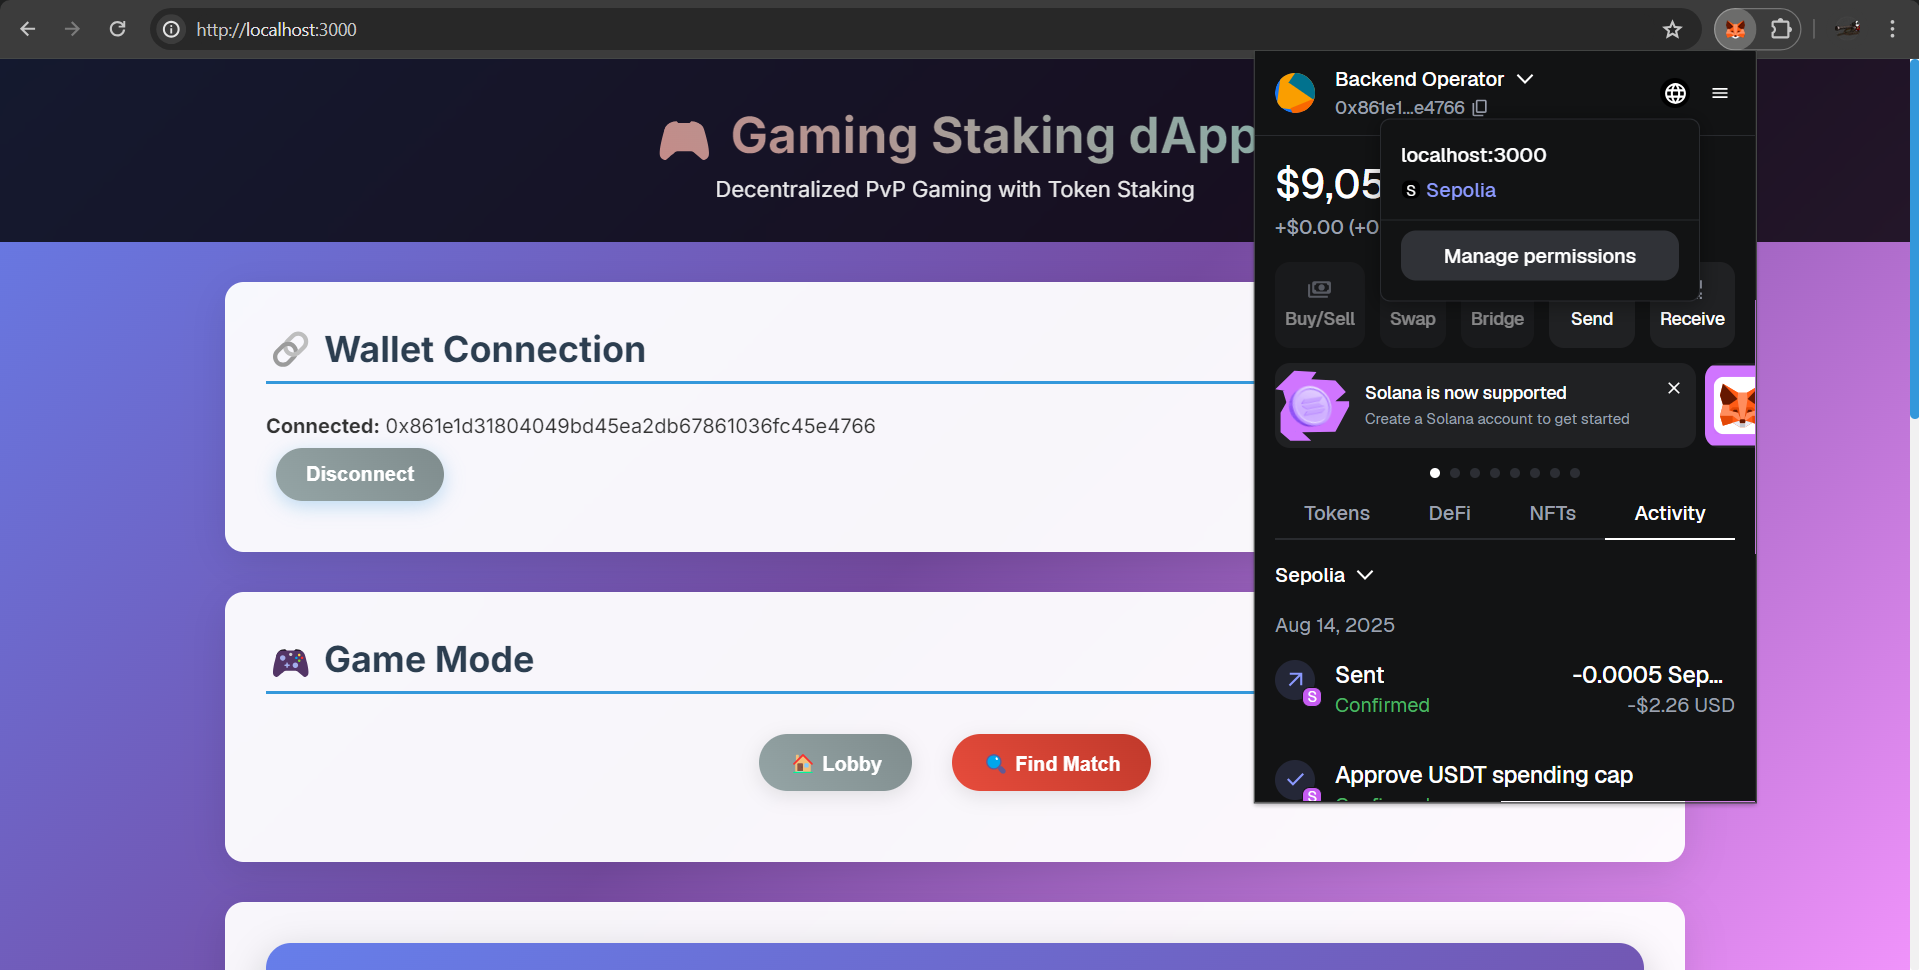 http://localhost:3000
Gaming Staking dApp
Decentralized PvP Gaming with Token Staking
Wallet Connection
Connected: 0x861e1d31804049bd45ea2db67861036fc45e4766
Disconnect
Game Mode
Lobby
Find Match
Backend Operator
0x861e1...e4766
localhost:3000
S Sepolia
Manage permissions
$9,05
+$0.00 (+0
Buy/Sell
Swap
Bridge
Send
Receive
Solana is now supported
Create a Solana account to get started
Tokens
DeFi
NFTs
Activity
Sepolia
Aug 14, 2025
Sent
-0.0005 Sep...
S
Confirmed
-$2.26 USD
Approve USDT spending cap
S